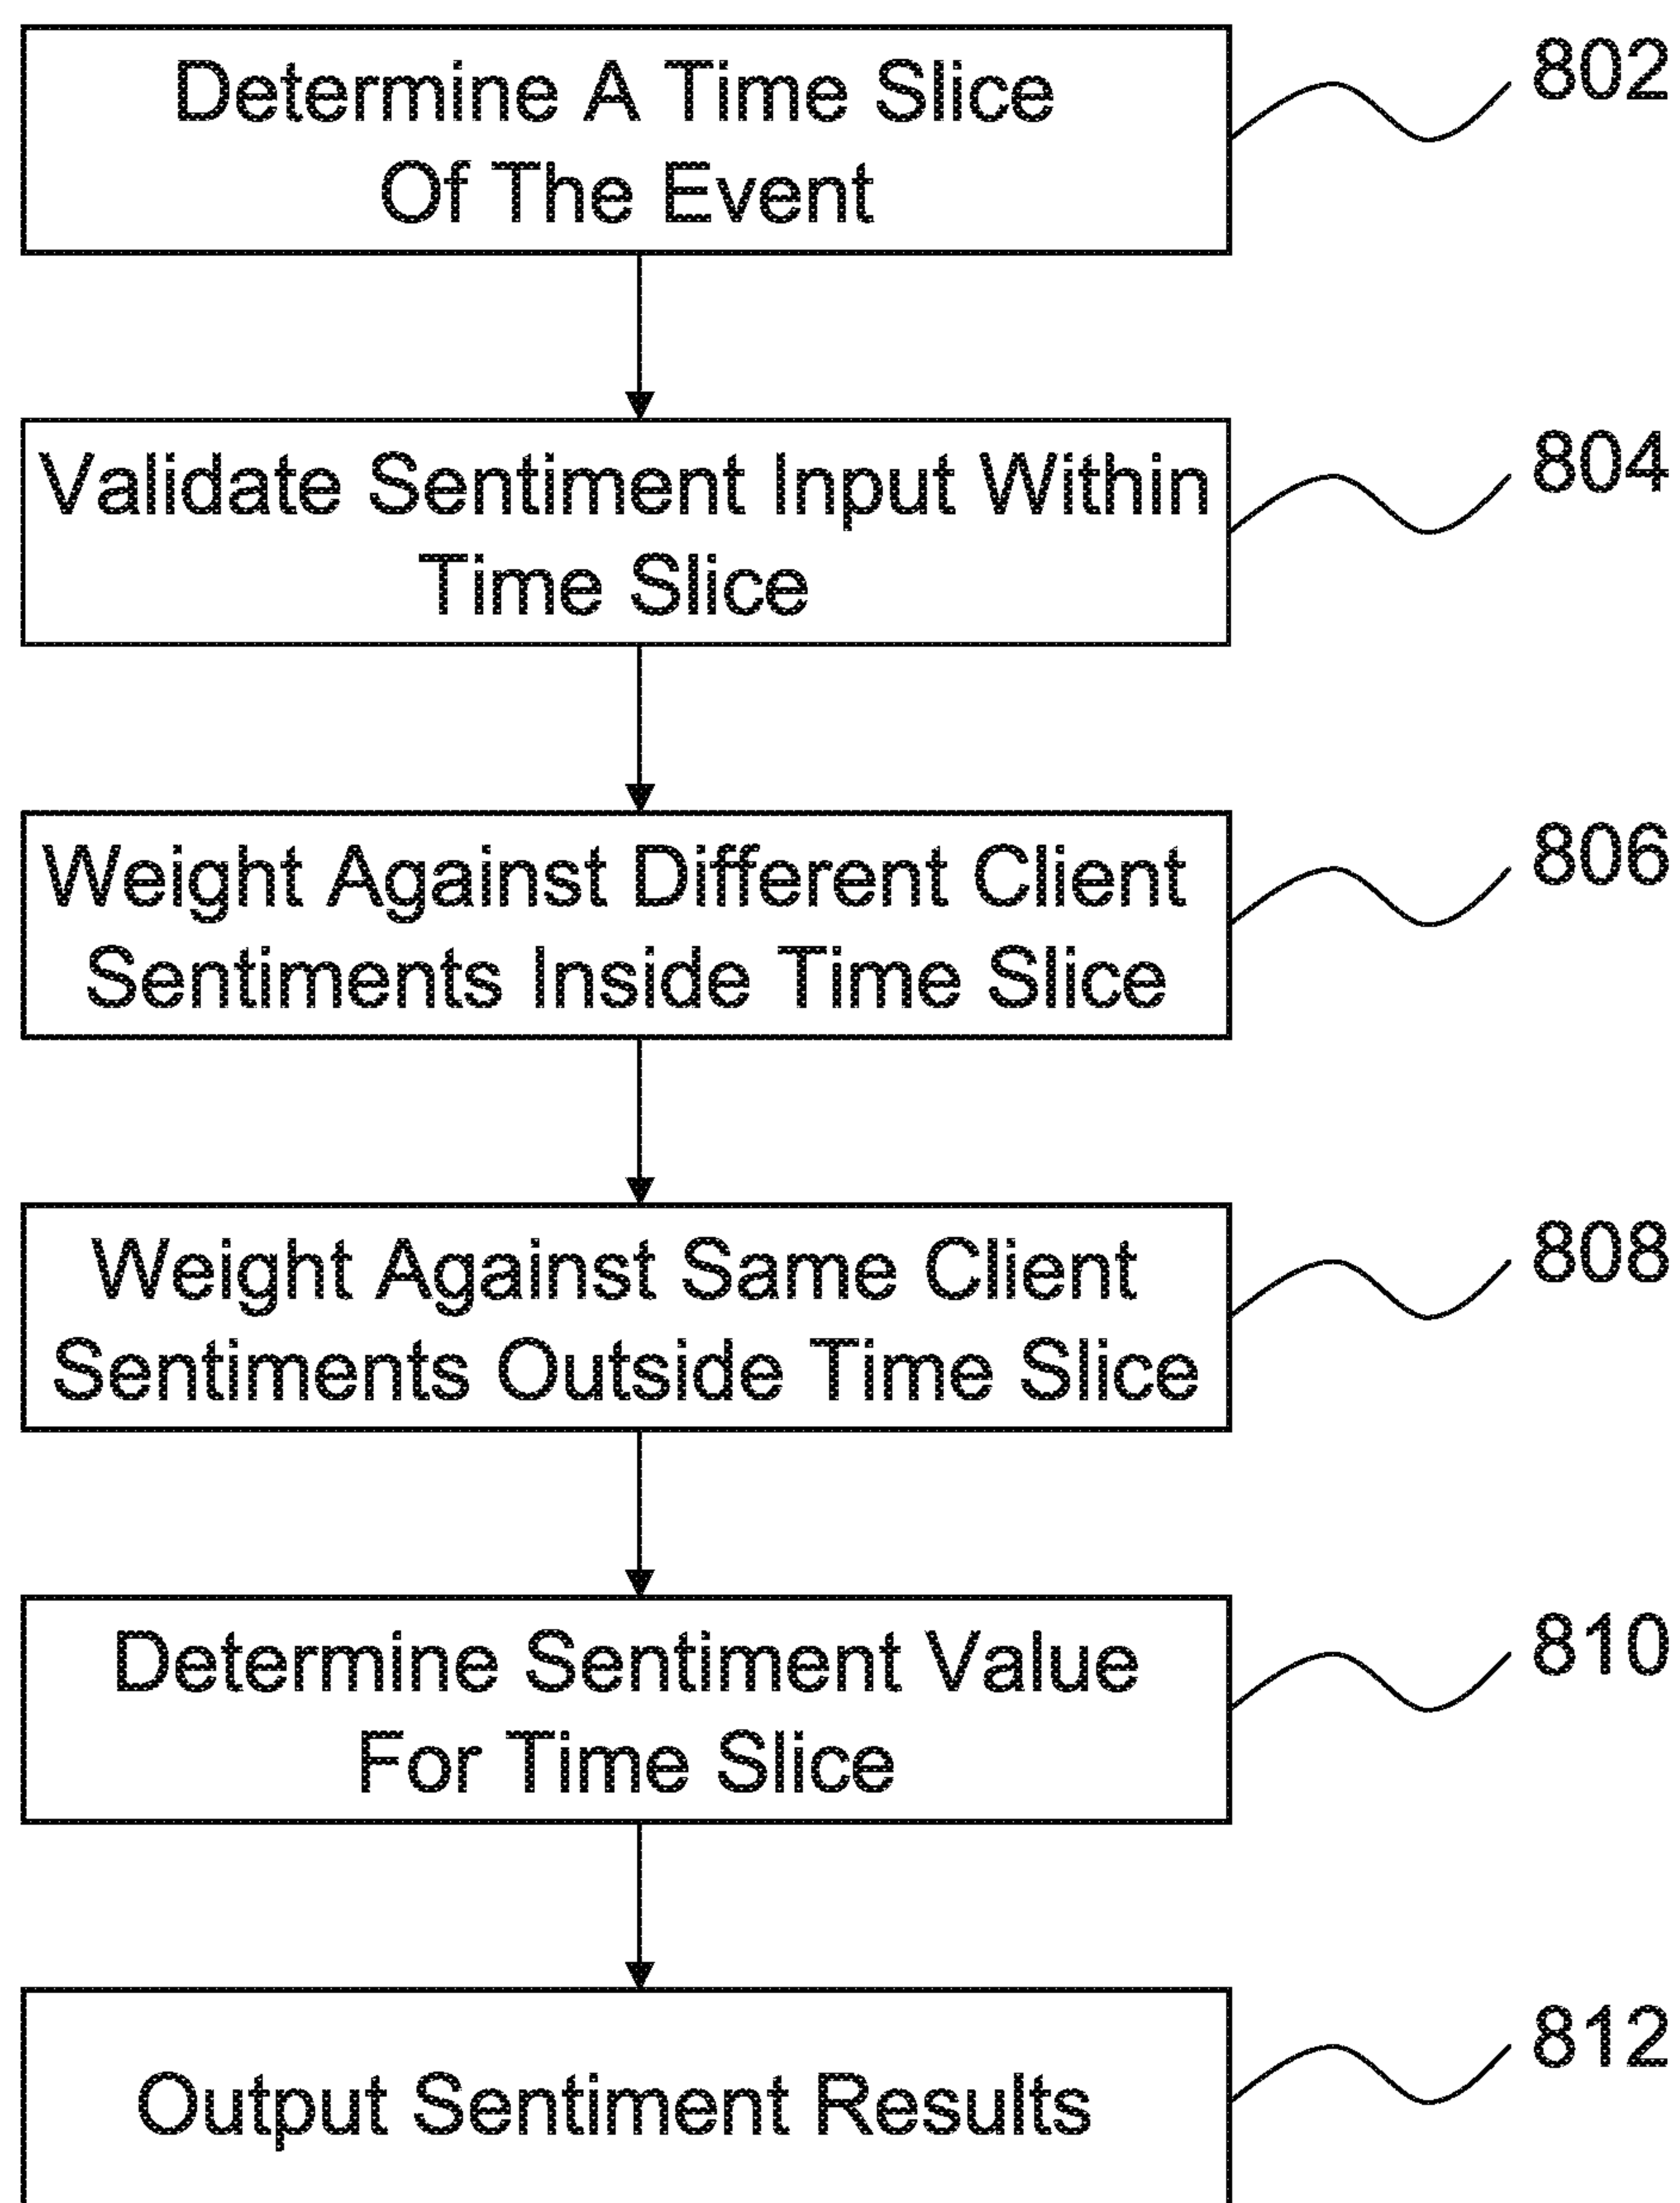 Determine A Time Slice
Of The Event
802
Validate Sentiment Input Within
Time Slice
804
Weight Against Different Client
Sentiments Inside Time Slice
806
Weight Against Same Client
Sentiments Outside Time Slice
808
Determine Sentiment Value
For Time Slice
810
Output Sentiment Results
812